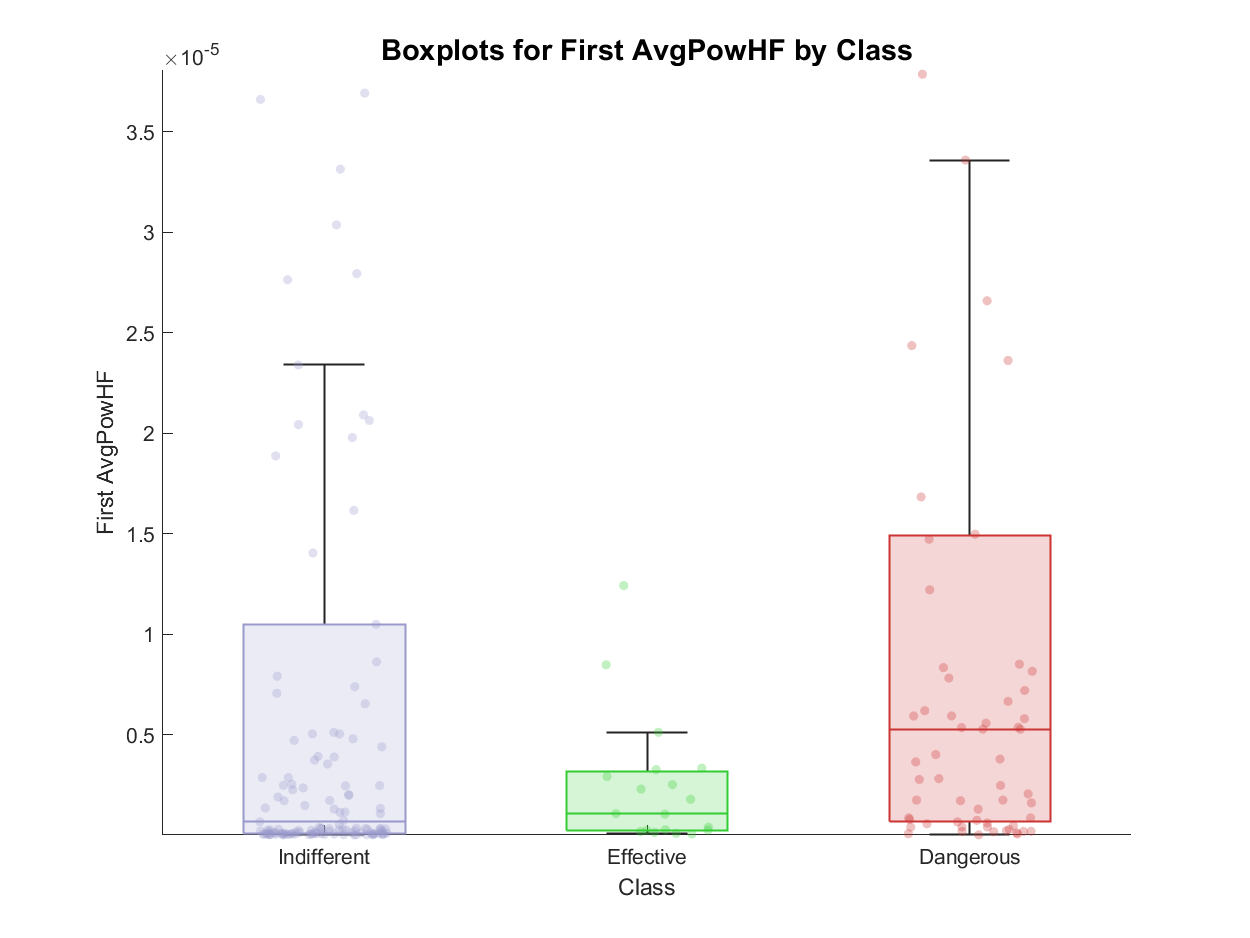 Boxplots for First AvgPowHF by Class
×10-5
3.5
3
2.5
2
1.5
1
0.5
First AvgPowHF
Indifferent Effective Dangerous
Class